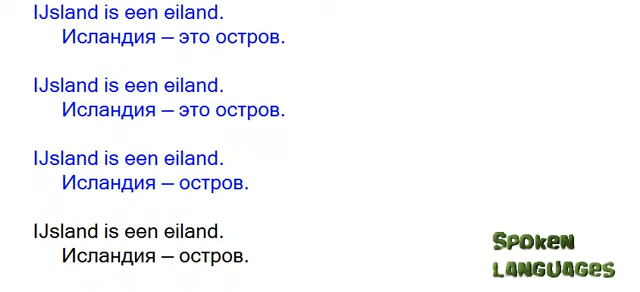 IJsland is een eiland.
Исландия — это остров.
IJsland is een eiland.
Исландия — это остров.
IJsland is een eiland.
Исландия — остров.
IJsland is een eiland.
Исландия — остров.
Spoken
Languages